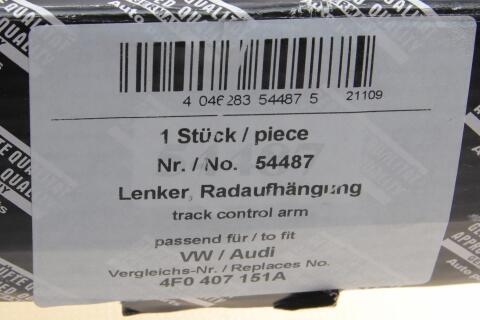 4 046283 54487 5 21109
1 Stück / piece
Nr. / No. 54487
Lenker, Radaufhängung
track control arm
passend für / to fit
VW / Audi
Vergleichs-Nr. / Replaces No.
4F0 407 151A